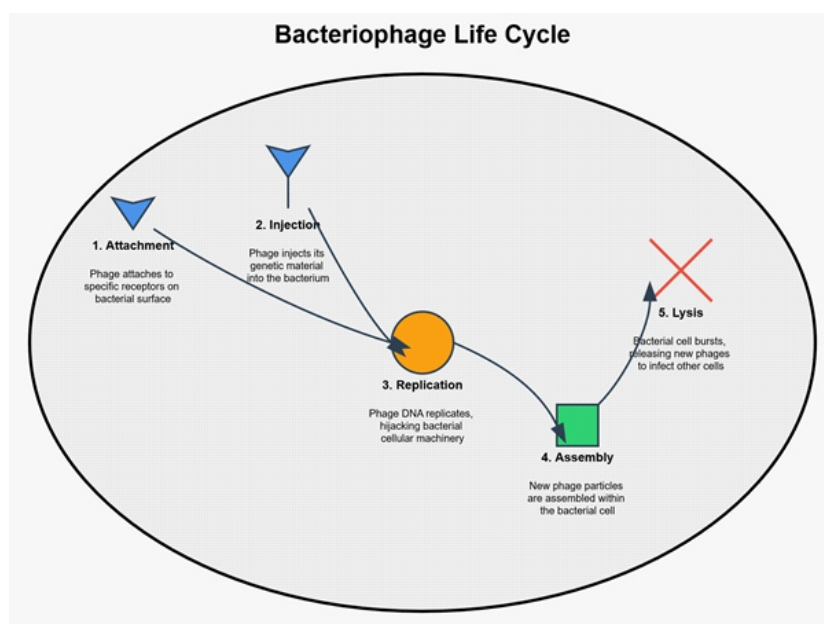 Bacteriophage Life Cycle
1. Attachment
Phage attaches to
specific receptors on
bacterial surface
2. Injection
Phage injects its
genetic material
into the bacterium
3. Replication
Phage DNA replicates,
hijacking bacterial
cellular machinery
4. Assembly
New phage particles
are assembled within
the bacterial cell
5. Lysis
Bacterial cell bursts,
releasing new phages
to infect other cells